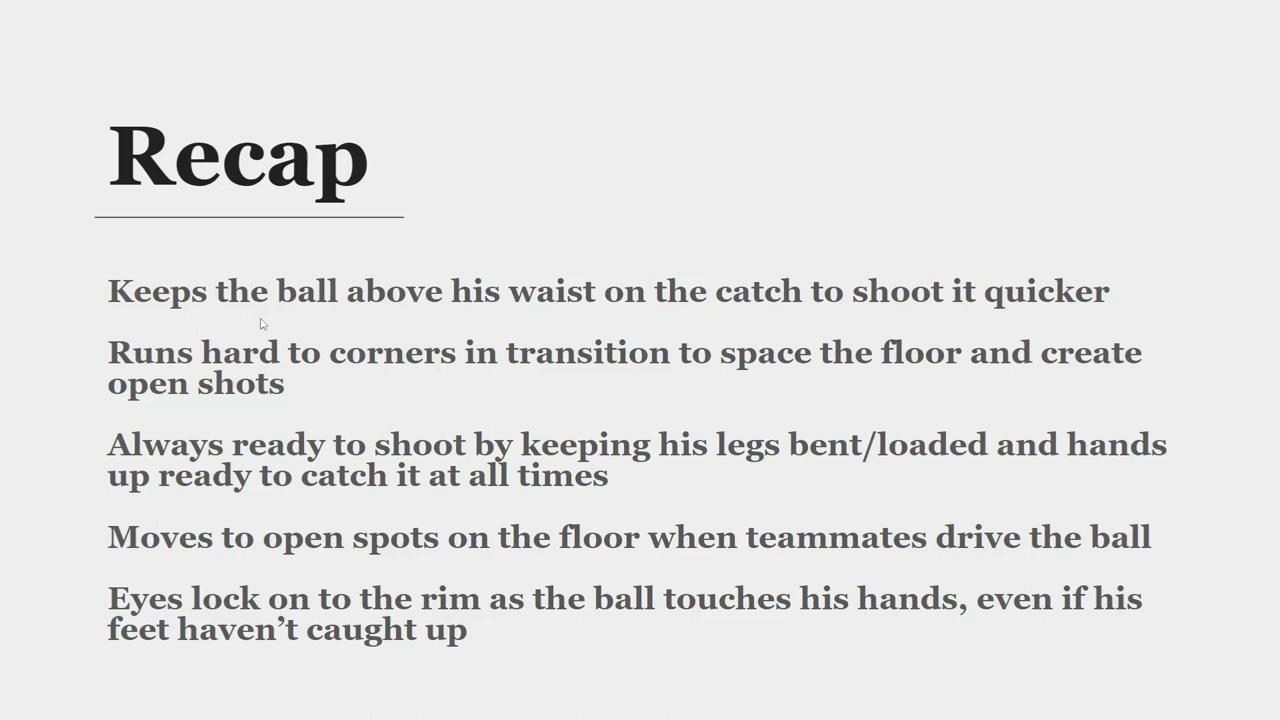 Recap
Keeps the ball above his waist on the catch to shoot it quicker
Runs hard to corners in transition to space the floor and create
open shots
Always ready to shoot by keeping his legs bent/loaded and hands
up ready to catch it at all times
Moves to open spots on the floor when teammates drive the ball
Eyes lock on to the rim as the ball touches his hands, even if his
feet haven’t caught up